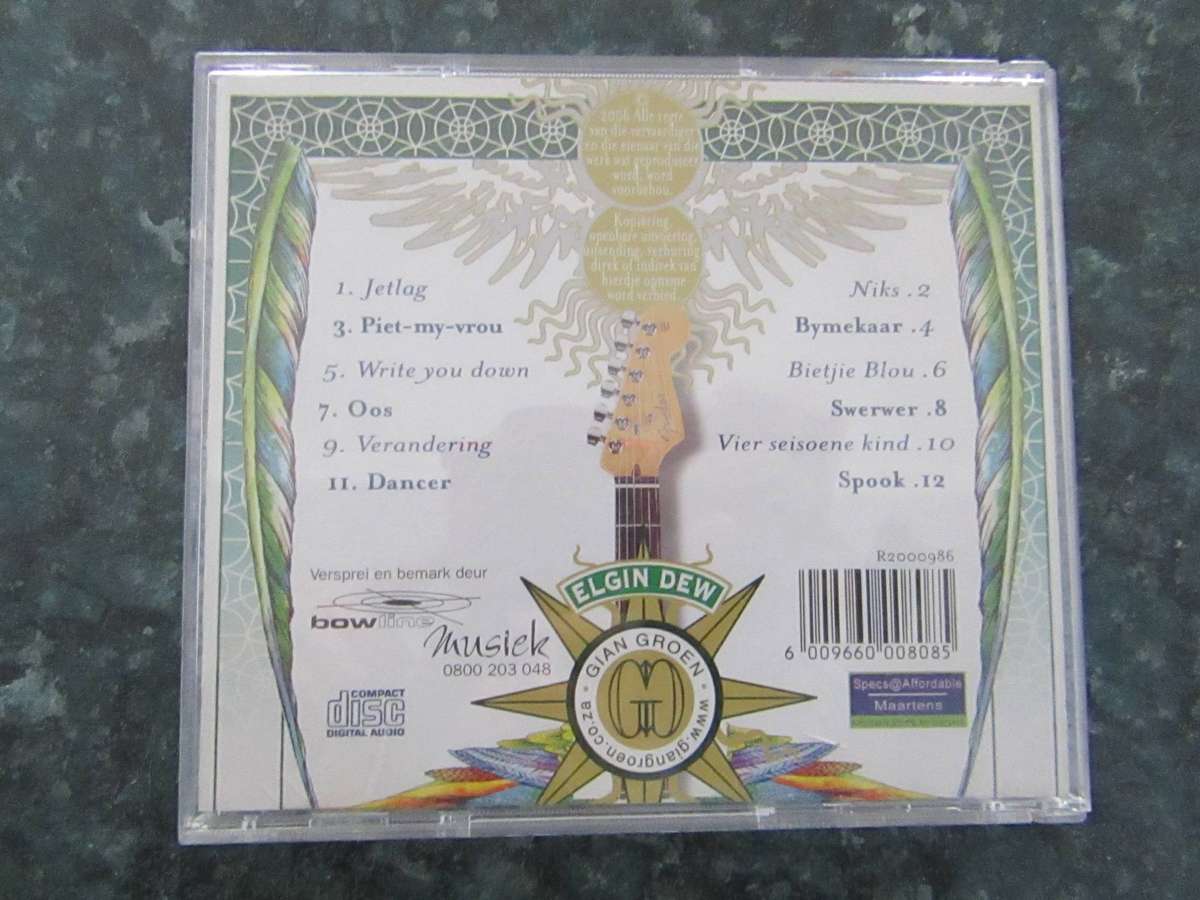 2006 Alle regte
van die vervaardiger
en die eienaar van die
werk wat geproduseer
word, word
voorbehou.
Kopiëring,
openbare uitvoering,
uitsending, verhuring
direk of indirek van
hierdie opname
word verbied.
1. Jetlag
Niks .2
3. Piet-my-vrou
Bymekaar .4
5. Write you down
Bietjie Blou .6
7. Oos
Swerwer .8
9. Verandering
Vier seisoene kind .10
11. Dancer
Spook .12
Fender
Versprei en bemark deur
bowline
musiek
0800 203 048
COMPACT
disc
DIGITAL AUDIO
ELGIN DEW
GIAN GROEN
www.giangroen.co.za
R2000986
6 009660 008085
Specs@Affordable
Maartens